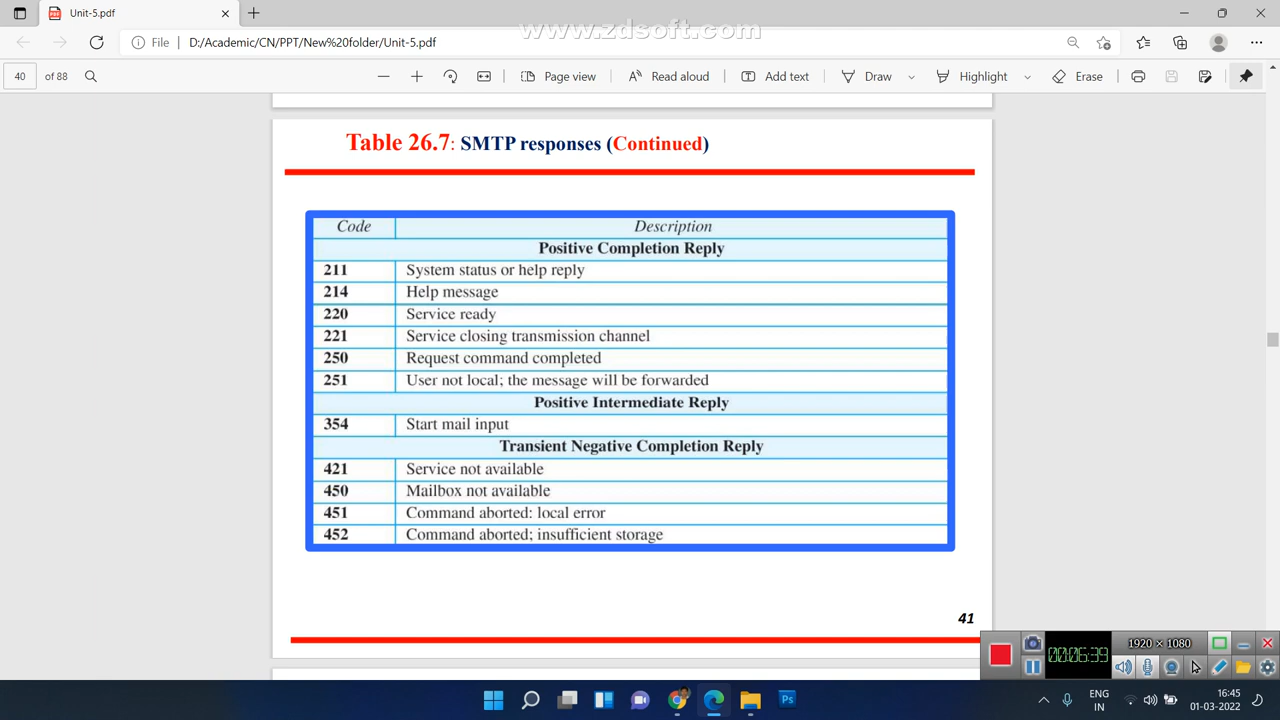 Unit-5.pdf
www.zdsoft.com
File D:/Academic/CN/PPT/New%20folder/Unit-5.pdf
40 of 88 Page view Read aloud Add text Draw Highlight Erase
Table 26.7: SMTP responses (Continued)
Code Description
Positive Completion Reply
211 System status or help reply
214 Help message
220 Service ready
221 Service closing transmission channel
250 Request command completed
251 User not local; the message will be forwarded
Positive Intermediate Reply
354 Start mail input
Transient Negative Completion Reply
421 Service not available
450 Mailbox not available
451 Command aborted: local error
452 Command aborted; insufficient storage
41
00:06:39 1920 × 1080
Ps
ENG
IN
16:45
01-03-2022